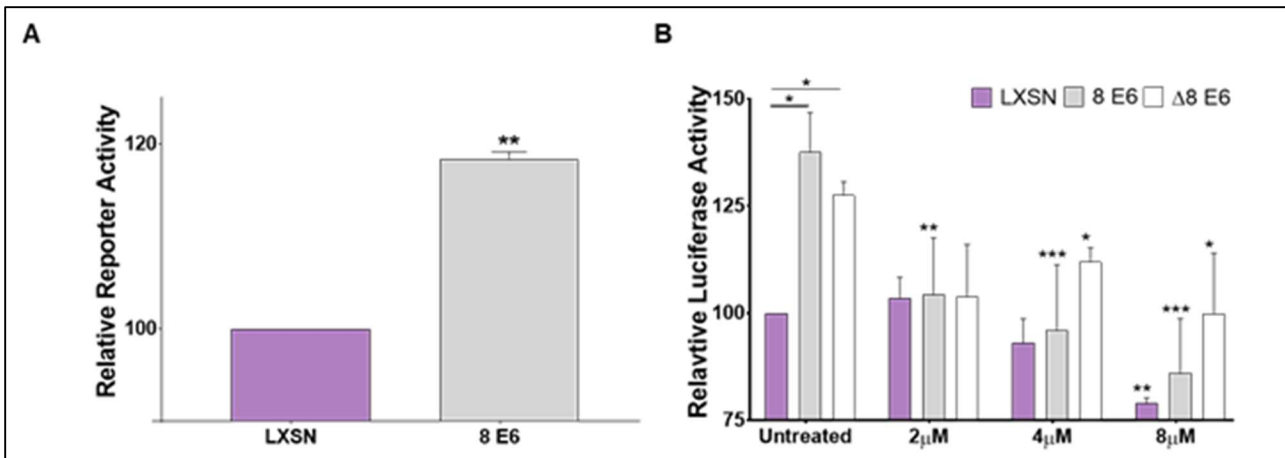 A
Relative Reporter Activity
120
100
**
LXSN
8 E6
B
Relavtive Luciferase Activity
150
125
100
75
LXSN 8 E6 Δ8 E6
*
*
**
***
*
**
***
*
Untreated
2μM
4μM
8μM